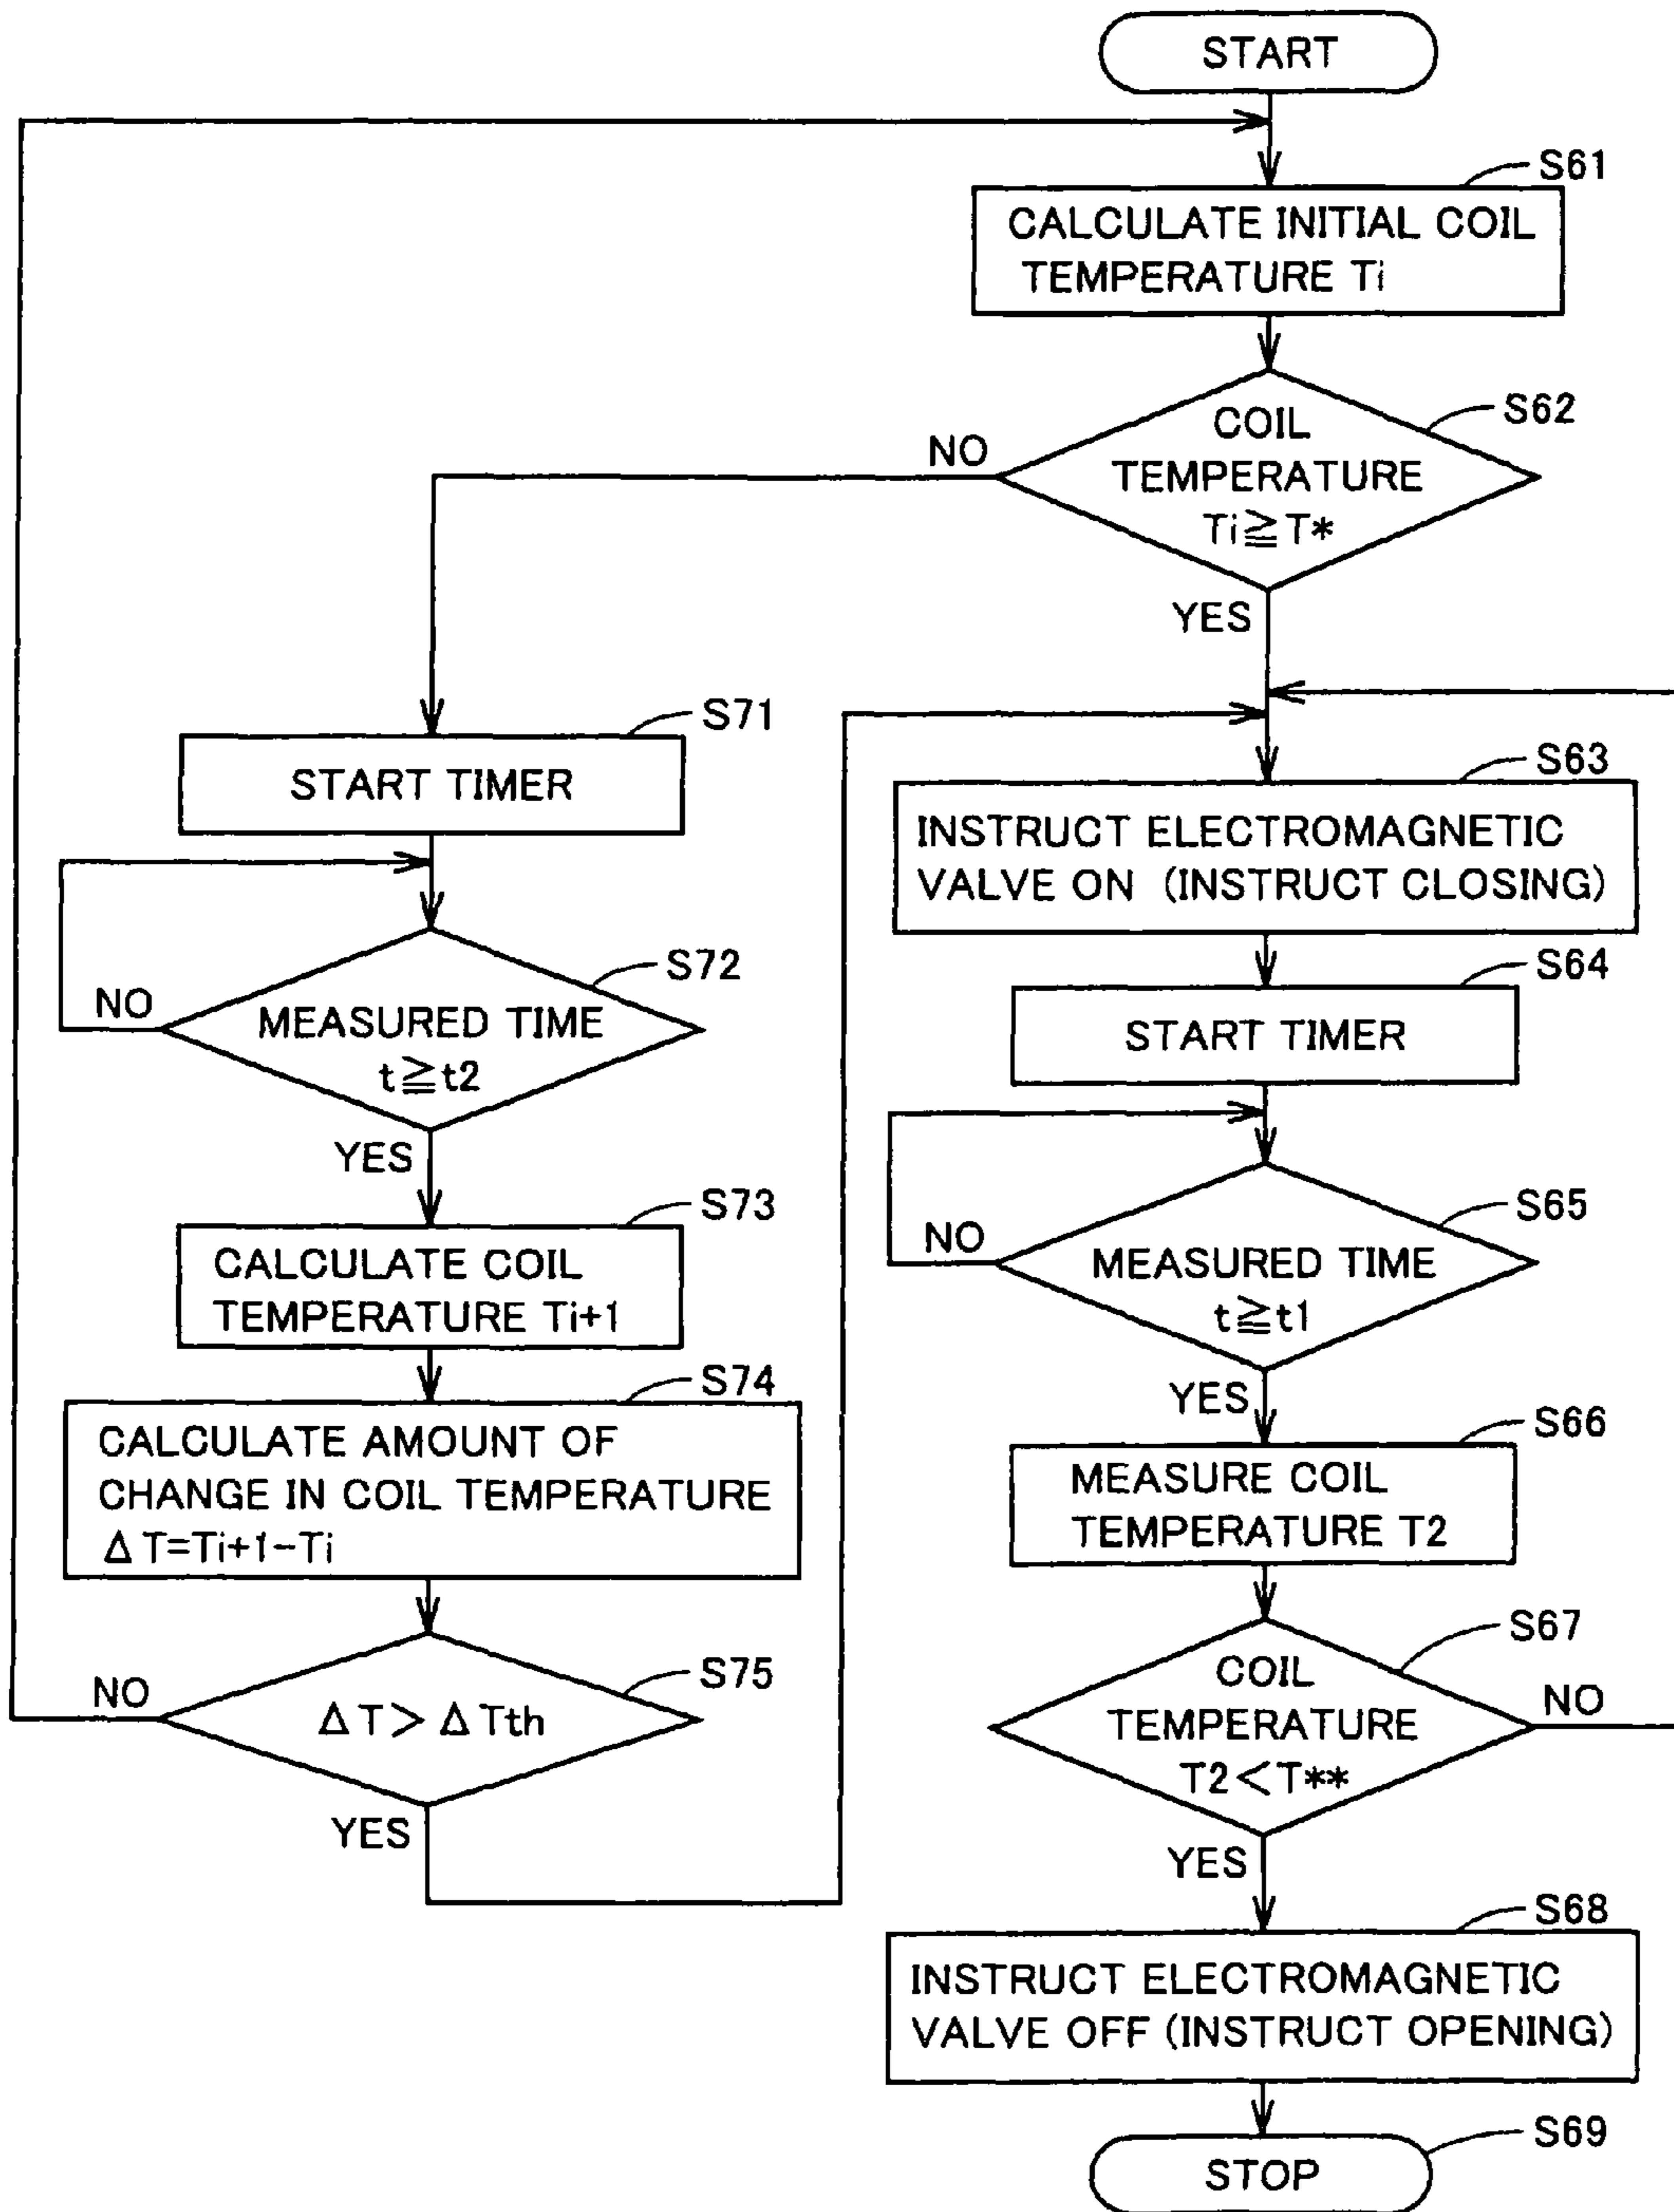 START
S61
CALCULATE INITIAL COIL
TEMPERATURE Ti
S62
COIL
TEMPERATURE
Ti≧T*
NO
YES
S71
START TIMER
S72
MEASURED TIME
t≧t2
NO
YES
S73
CALCULATE COIL
TEMPERATURE Ti+1
S74
CALCULATE AMOUNT OF
CHANGE IN COIL TEMPERATURE
ΔT=Ti+1-Ti
S75
ΔT>ΔTth
NO
YES
S63
INSTRUCT ELECTROMAGNETIC
VALVE ON (INSTRUCT CLOSING)
S64
START TIMER
S65
MEASURED TIME
t≧t1
NO
YES
S66
MEASURE COIL
TEMPERATURE T2
S67
COIL
TEMPERATURE
T2<T**
NO
YES
S68
INSTRUCT ELECTROMAGNETIC
VALVE OFF (INSTRUCT OPENING)
S69
STOP